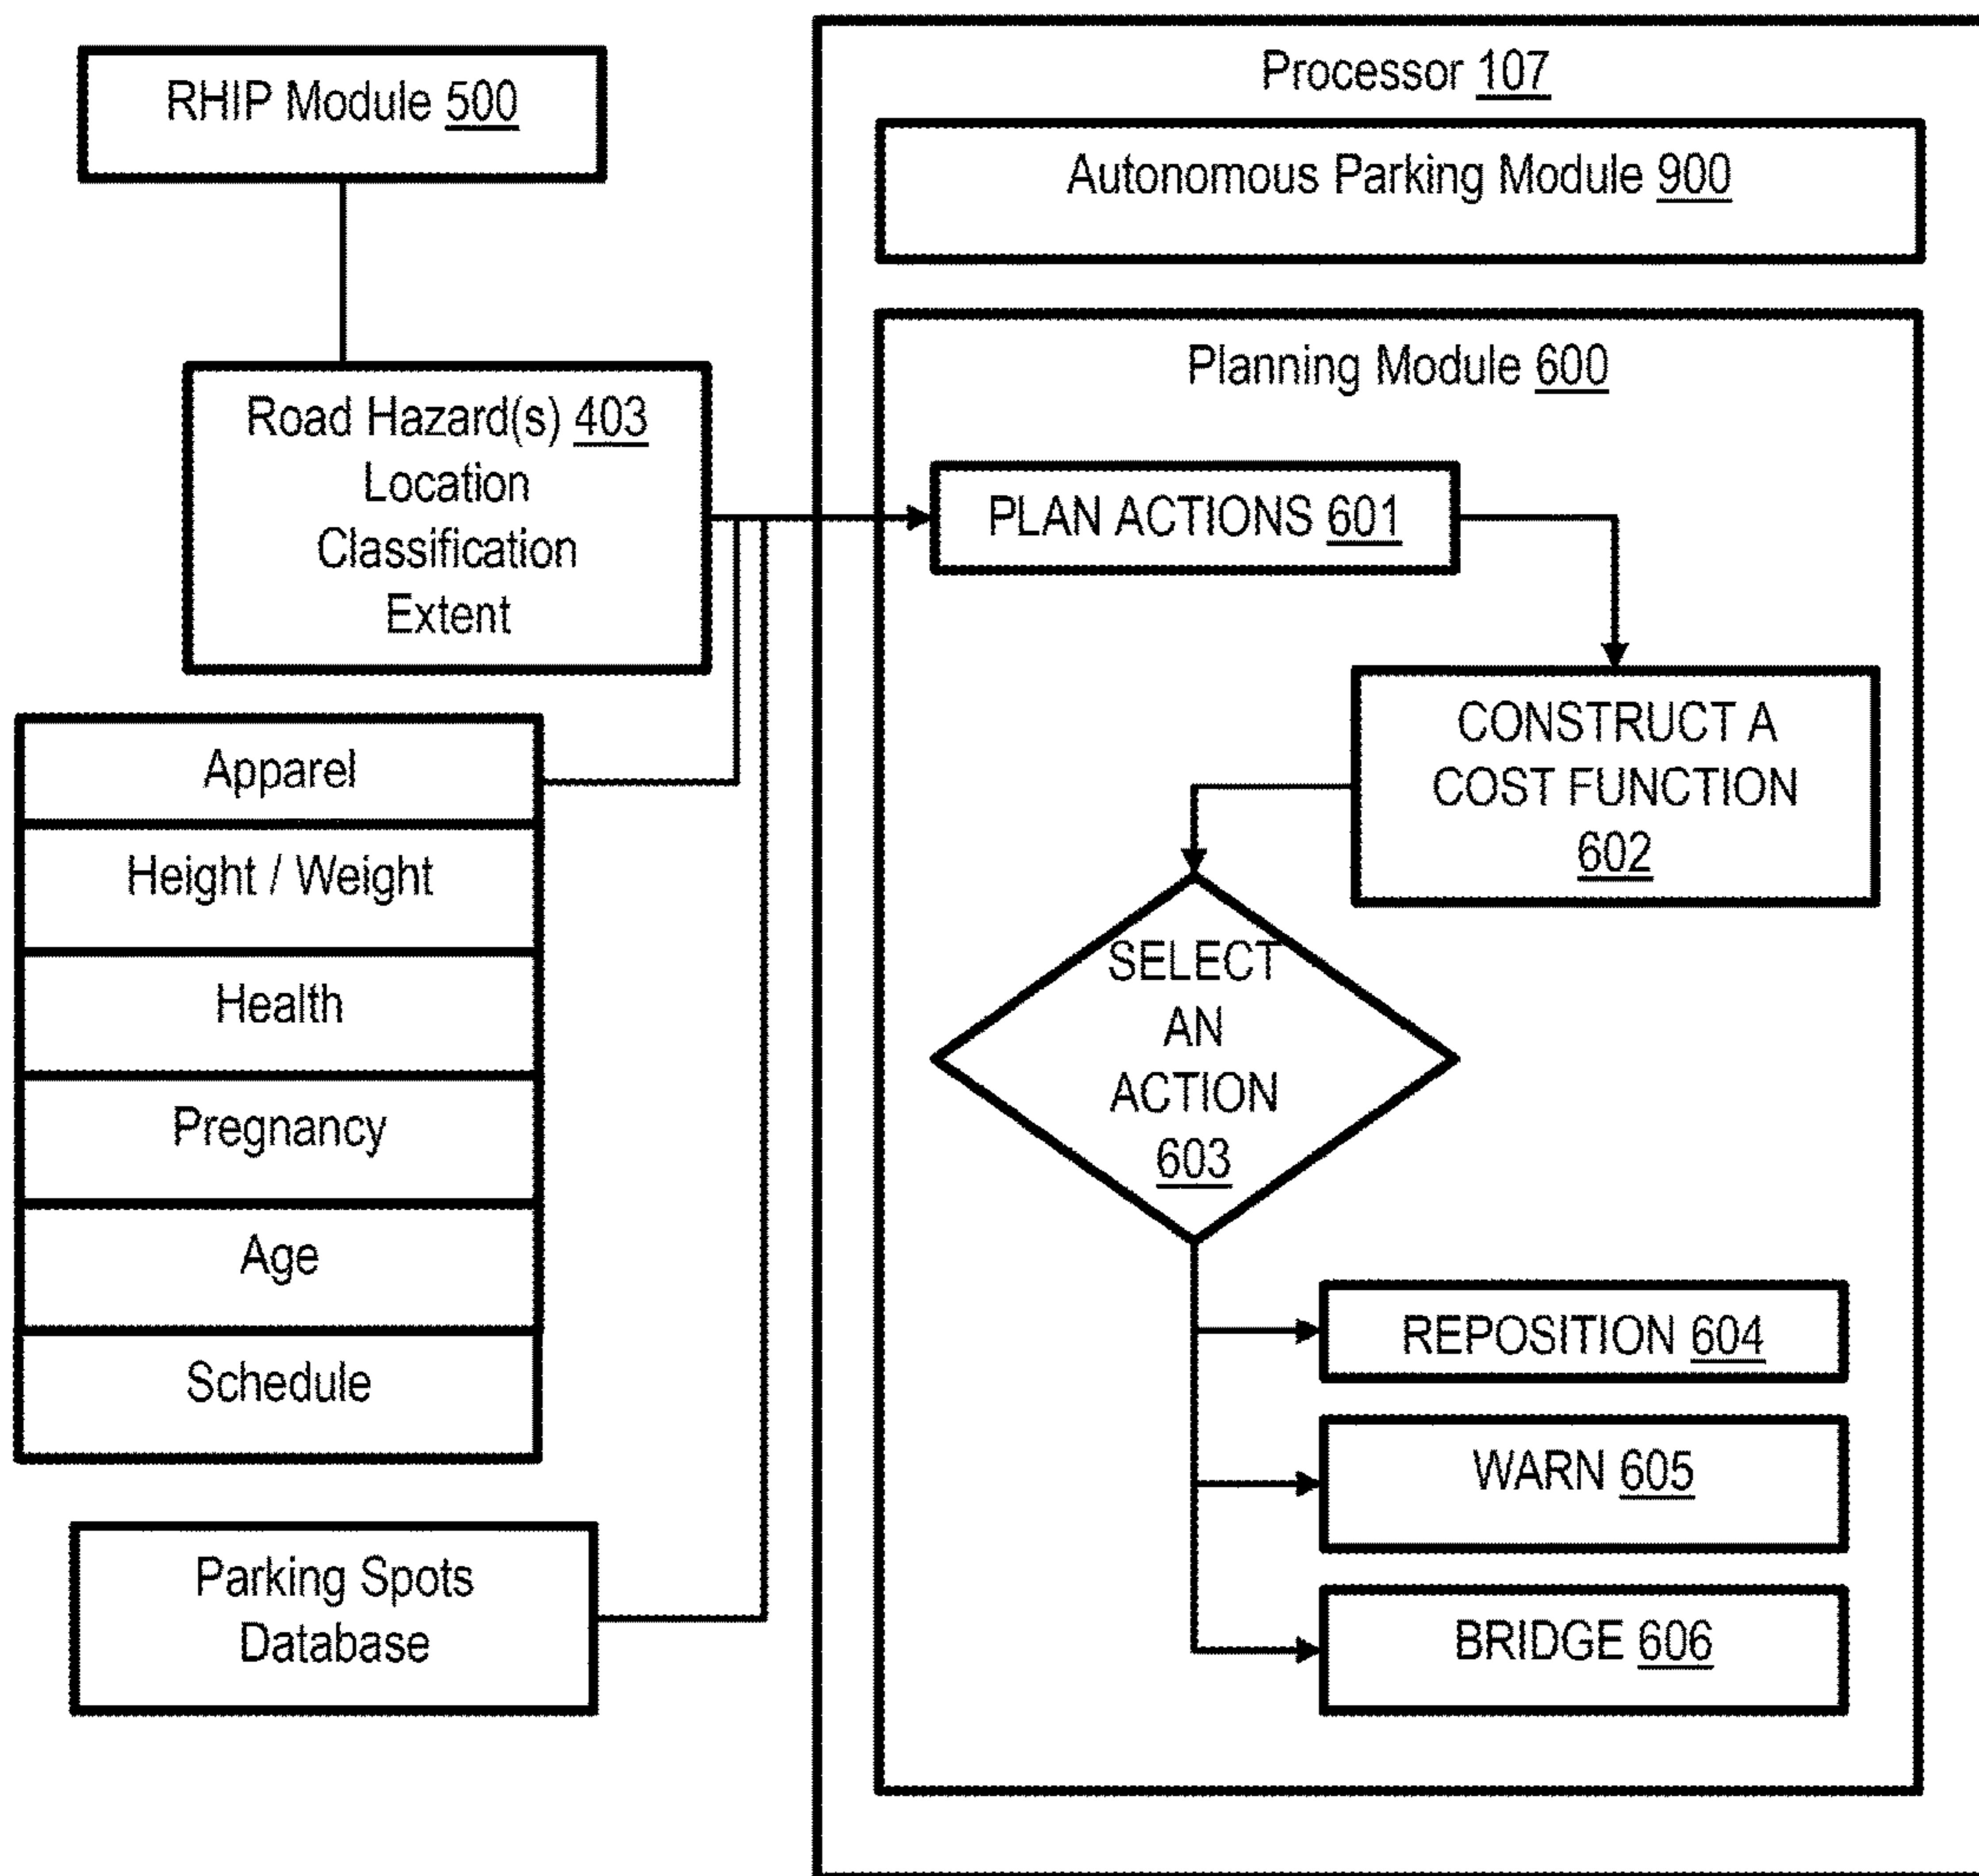 RHIP Module 500
Road Hazard(s) 403
Location
Classification
Extent
Apparel
Height / Weight
Health
Pregnancy
Age
Schedule
Parking Spots
Database
Processor 107
Autonomous Parking Module 900
Planning Module 600
PLAN ACTIONS 601
CONSTRUCT A
COST FUNCTION
602
SELECT
AN
ACTION
603
REPOSITION 604
WARN 605
BRIDGE 606